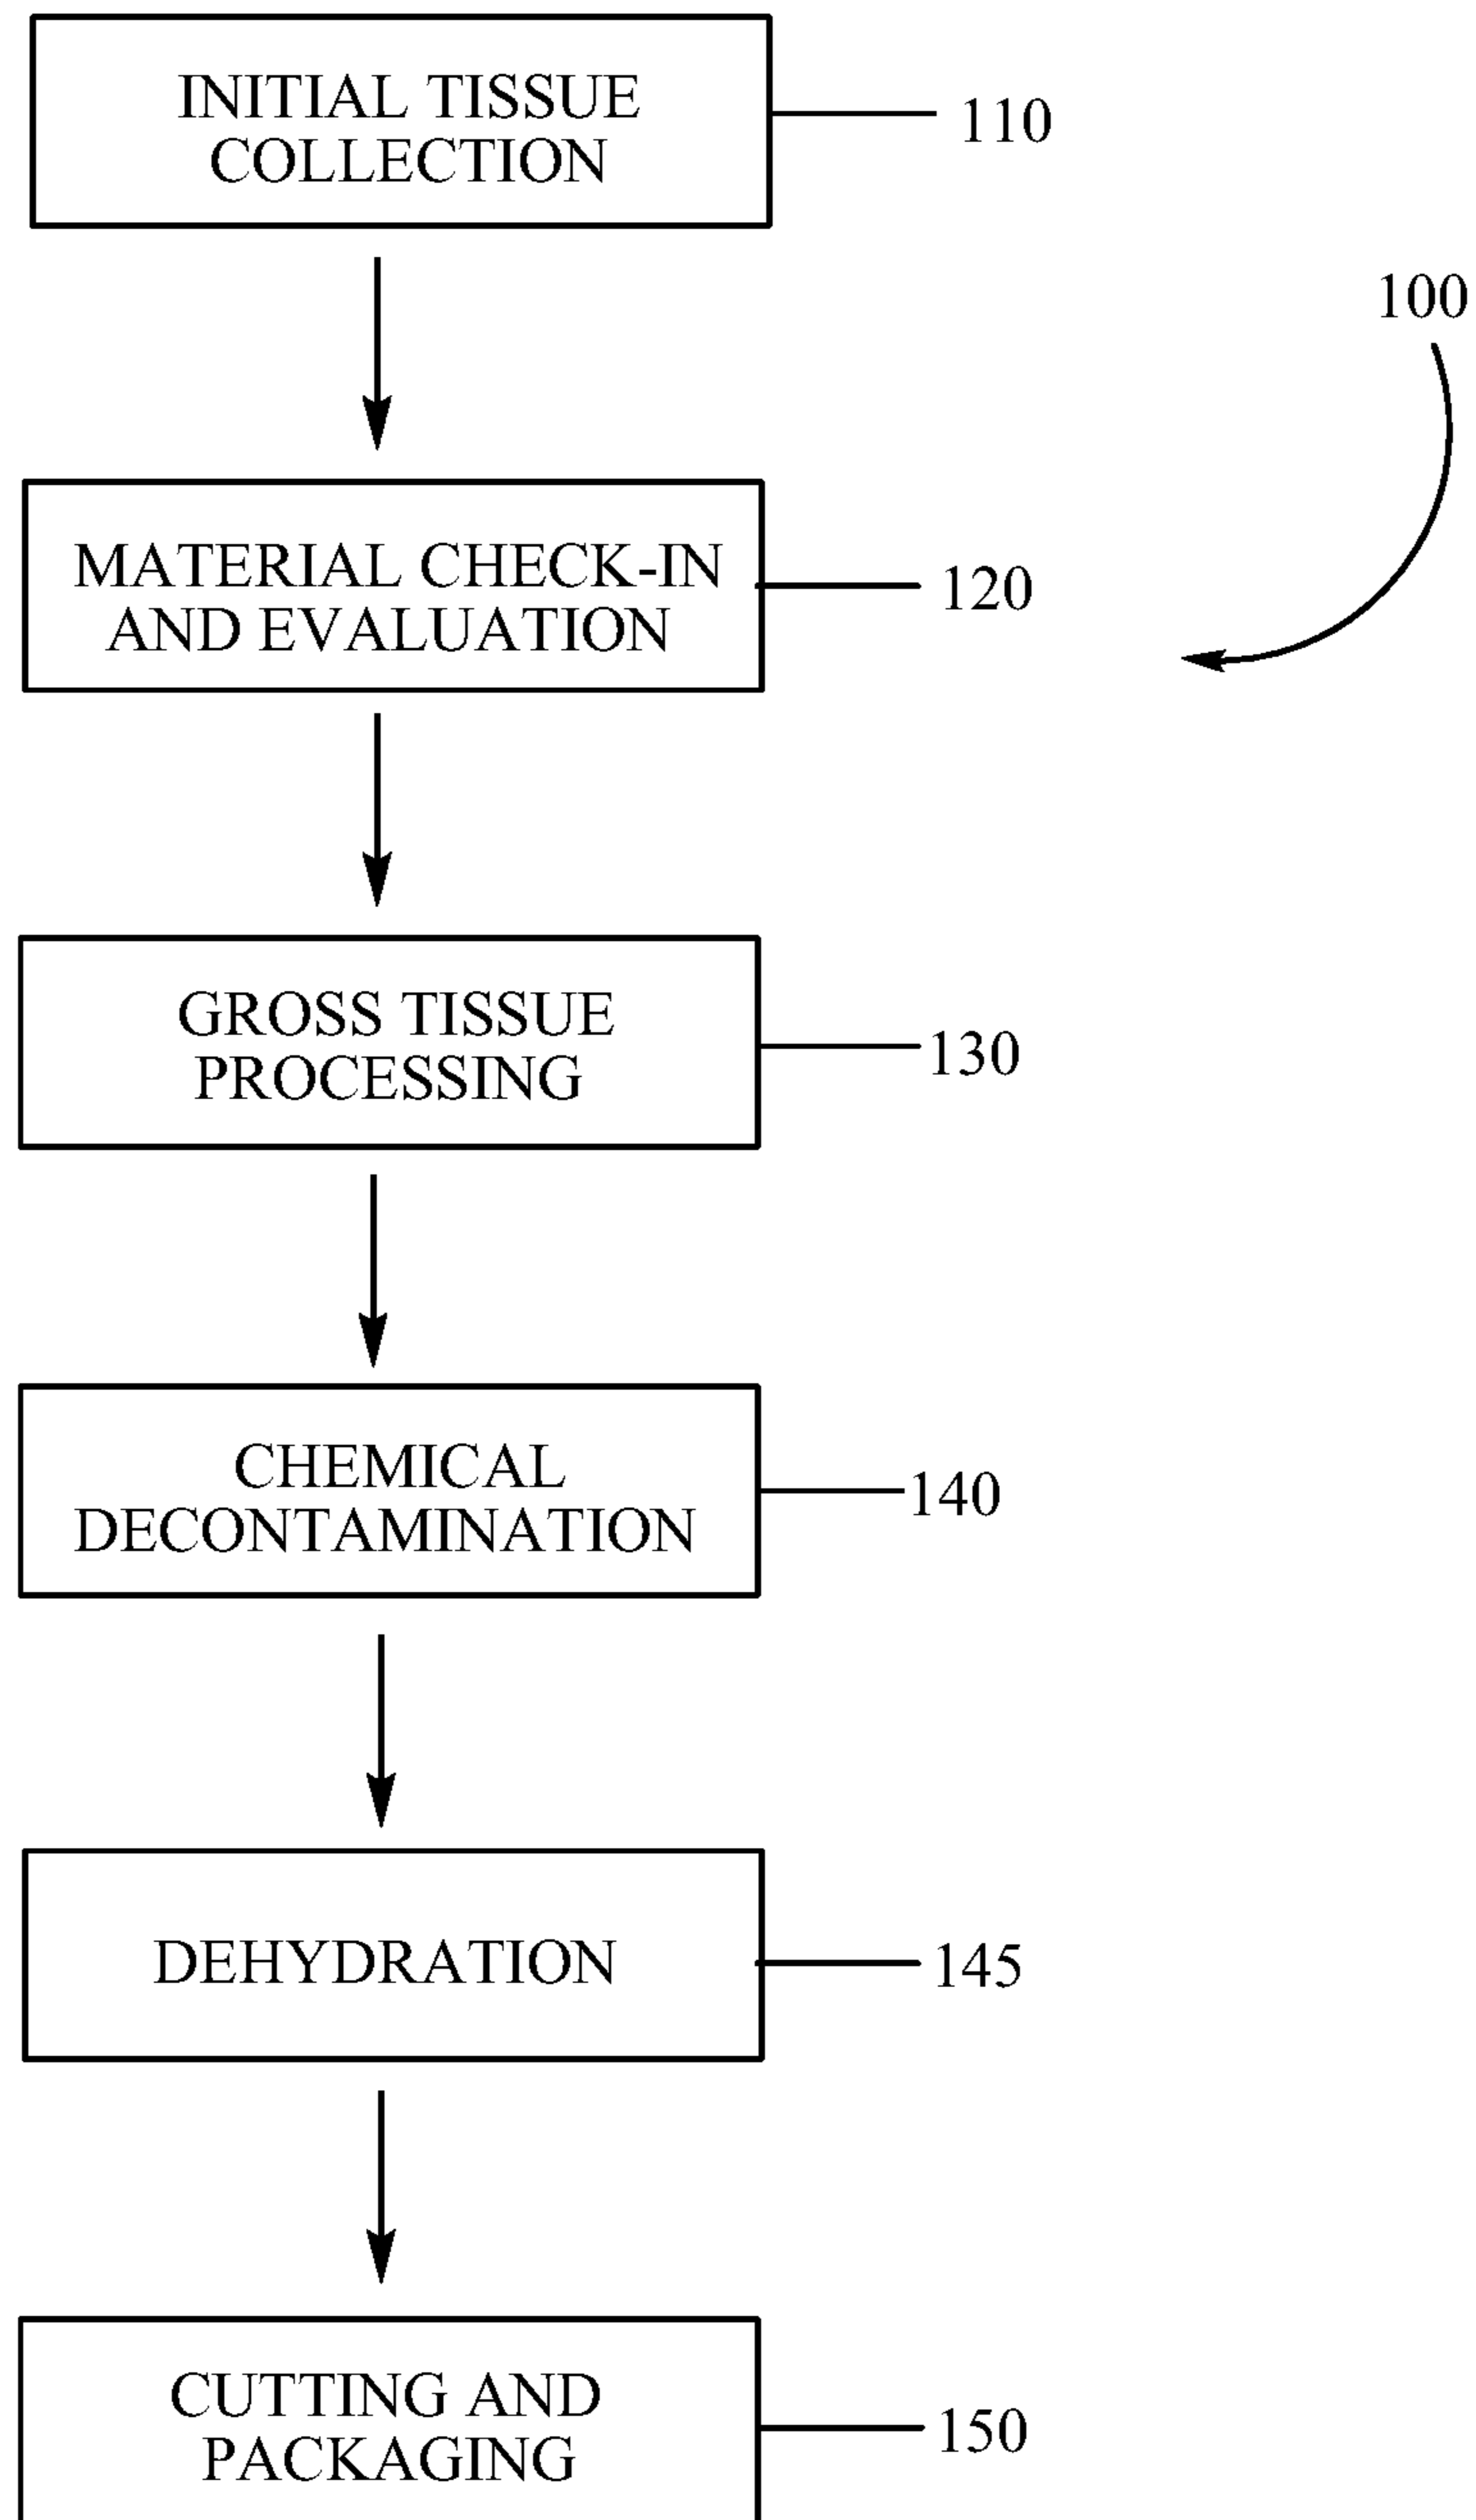 INITIAL TISSUE
COLLECTION
110
100
MATERIAL CHECK-IN
AND EVALUATION
120
GROSS TISSUE
PROCESSING
130
CHEMICAL
DECONTAMINATION
140
DEHYDRATION
145
CUTTING AND
PACKAGING
150